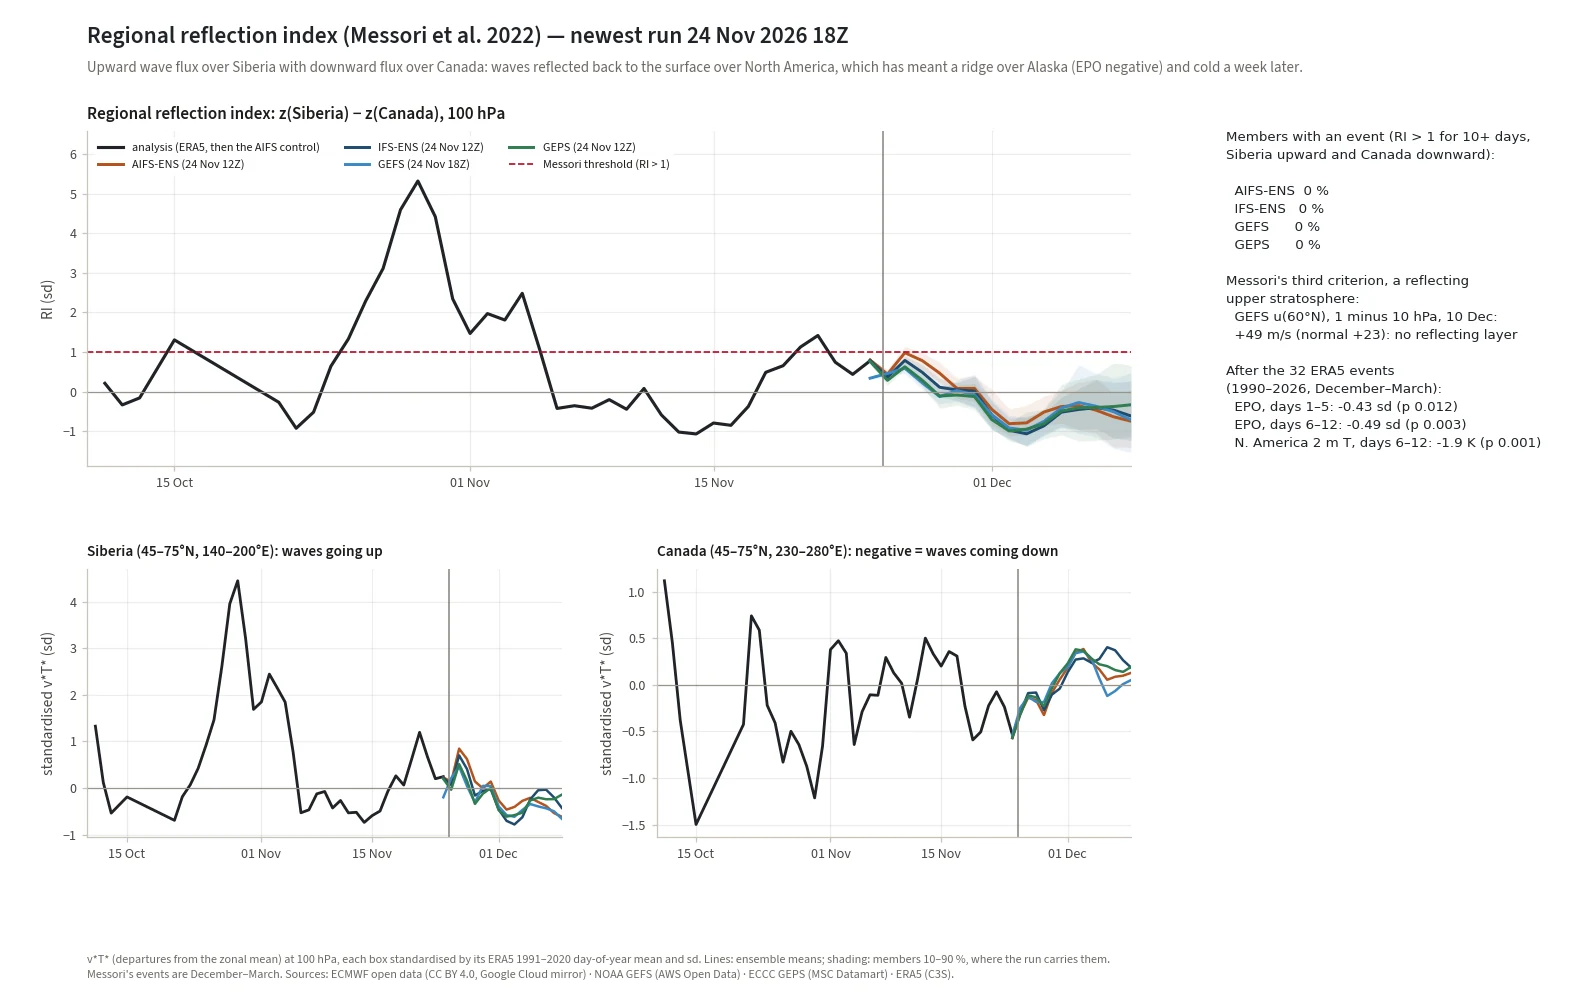 Regional reflection index (Messori et al. 2022) — newest run 24 Nov 2026 18Z
Upward wave flux over Siberia with downward flux over Canada: waves reflected back to the surface over North America, which has meant a ridge over Alaska (EPO negative) and cold a week later.
Regional reflection index: z(Siberia) − z(Canada), 100 hPa
analysis (ERA5, then the AIFS control)
AIFS-ENS (24 Nov 12Z)
IFS-ENS (24 Nov 12Z)
GEFS (24 Nov 18Z)
GEPS (24 Nov 12Z)
Messori threshold (RI > 1)
RI (sd)
6
5
4
3
2
1
0
−1
15 Oct
01 Nov
15 Nov
01 Dec
Members with an event (RI > 1 for 10+ days,
Siberia upward and Canada downward):
AIFS-ENS 0 %
IFS-ENS 0 %
GEFS 0 %
GEPS 0 %
Messori's third criterion, a reflecting
upper stratosphere:
GEFS u(60°N), 1 minus 10 hPa, 10 Dec:
+49 m/s (normal +23): no reflecting layer
After the 32 ERA5 events
(1990–2026, December–March):
EPO, days 1–5: -0.43 sd (p 0.012)
EPO, days 6–12: -0.49 sd (p 0.003)
N. America 2 m T, days 6–12: -1.9 K (p 0.001)
Siberia (45–75°N, 140–200°E): waves going up
standardised v*T* (sd)
4
3
2
1
0
−1
15 Oct
01 Nov
15 Nov
01 Dec
Canada (45–75°N, 230–280°E): negative = waves coming down
standardised v*T* (sd)
1.0
0.5
0.0
−0.5
−1.0
−1.5
15 Oct
01 Nov
15 Nov
01 Dec
v*T* (departures from the zonal mean) at 100 hPa, each box standardised by its ERA5 1991–2020 day-of-year mean and sd. Lines: ensemble means; shading: members 10–90 %, where the run carries them.
Messori's events are December–March. Sources: ECMWF open data (CC BY 4.0, Google Cloud mirror) · NOAA GEFS (AWS Open Data) · ECCC GEPS (MSC Datamart) · ERA5 (C3S).